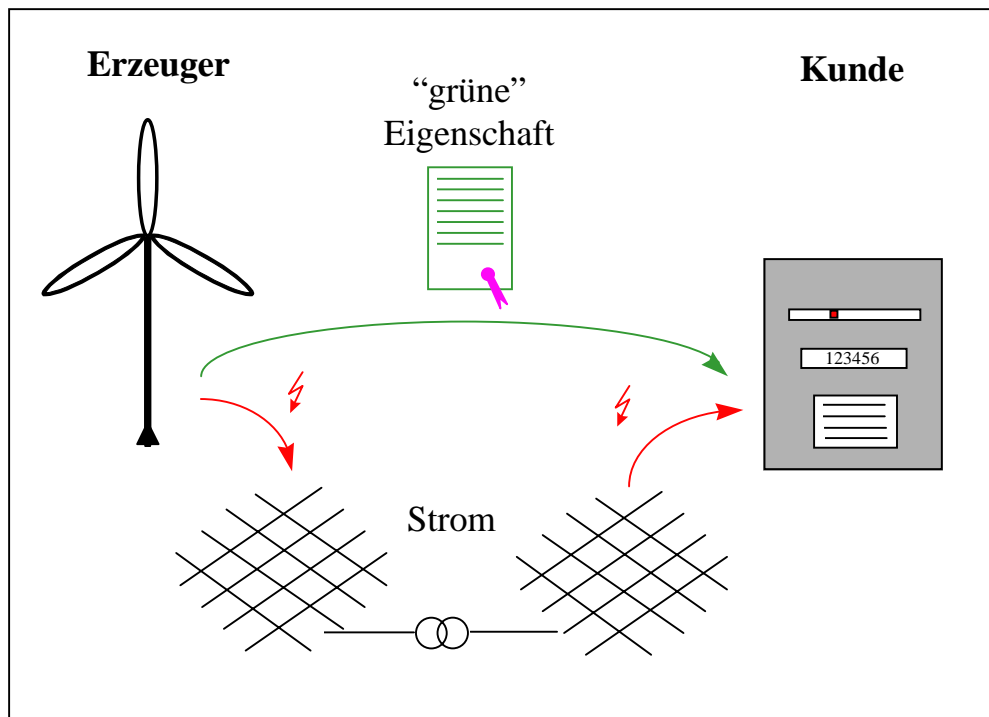 Erzeuger
“grüne”
Eigenschaft
Kunde
123456
Strom